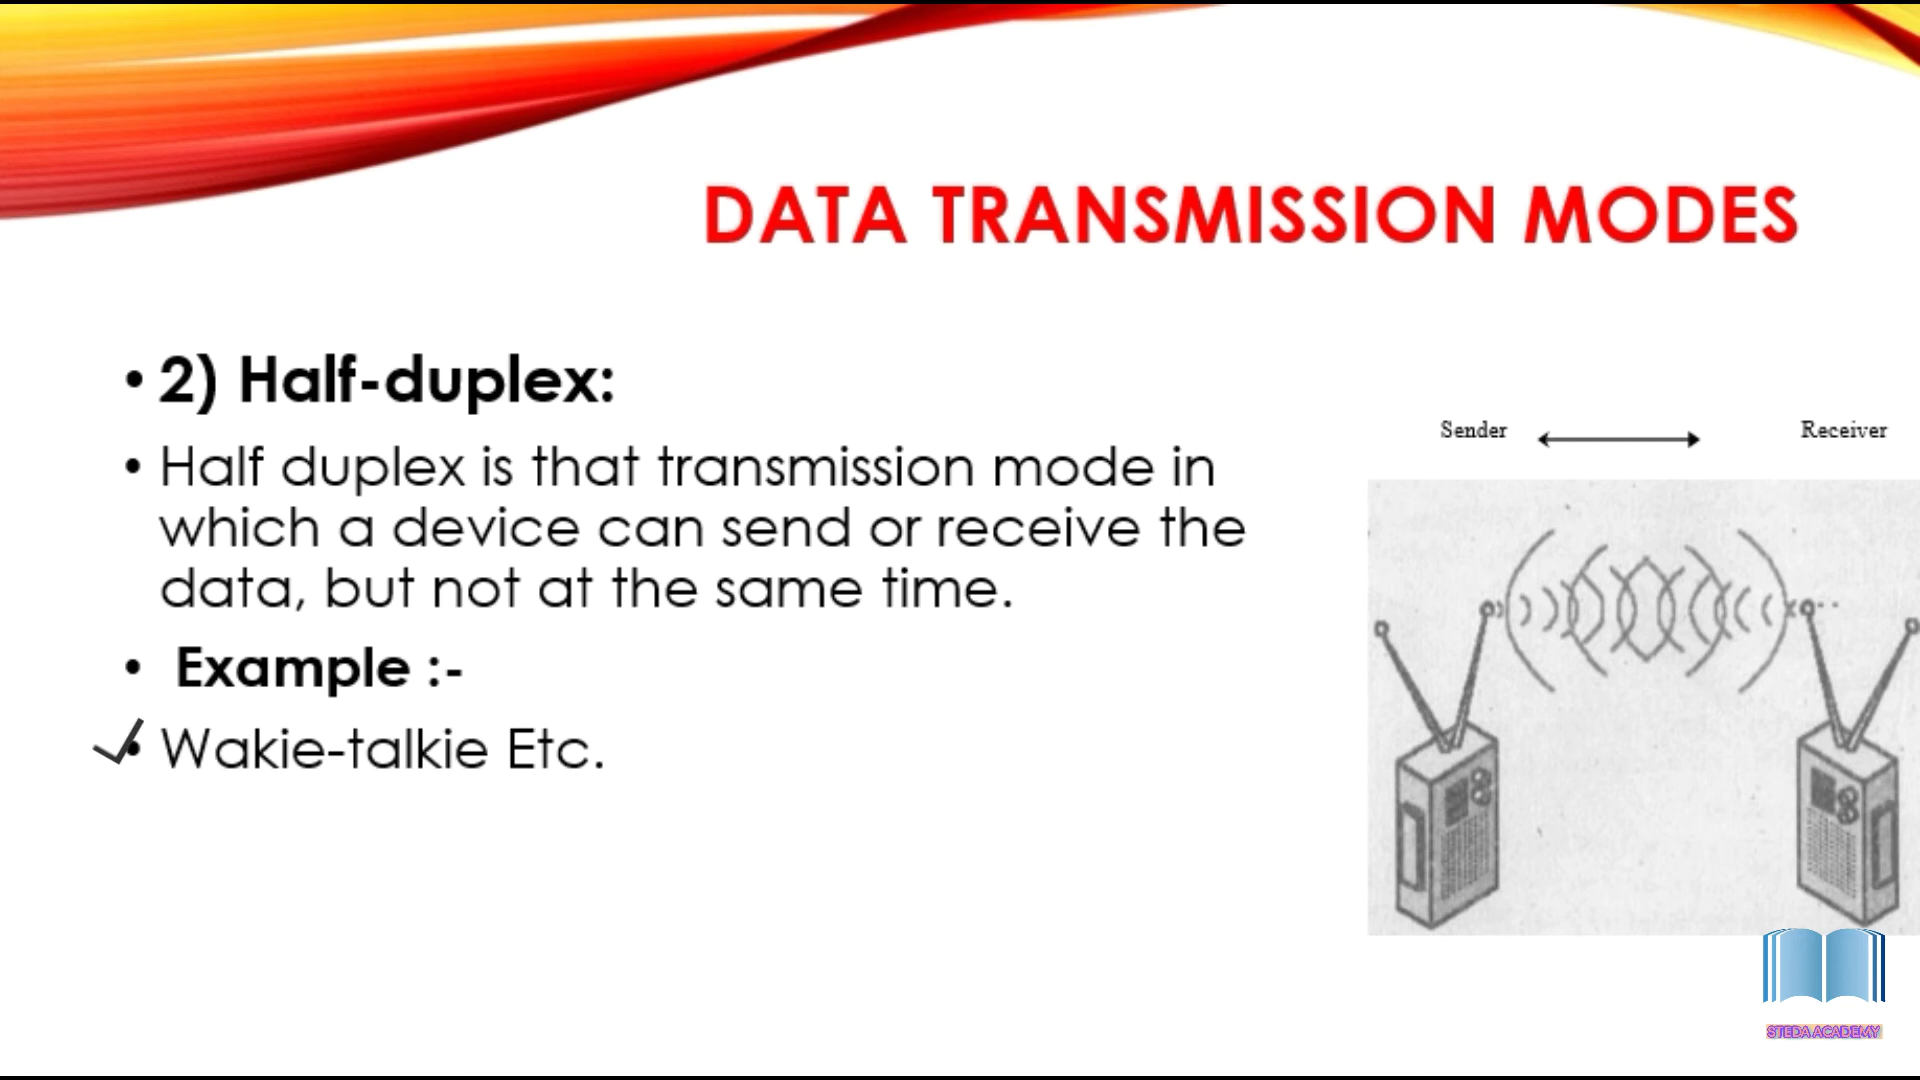 DATA TRANSMISSION MODES
• 2) Half-duplex:
• Half duplex is that transmission mode in
which a device can send or receive the
data, but not at the same time.
• Example :-
• Wakie-talkie Etc.
Sender
Receiver
STEDA ACADEMY